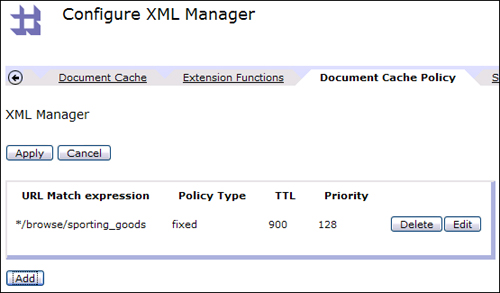 Configure XML Manager
Document Cache Extension Functions Document Cache Policy S
XML Manager
Apply Cancel
URL Match expression Policy Type TTL Priority
*/browse/sporting_goods fixed 900 128 Delete Edit
Add